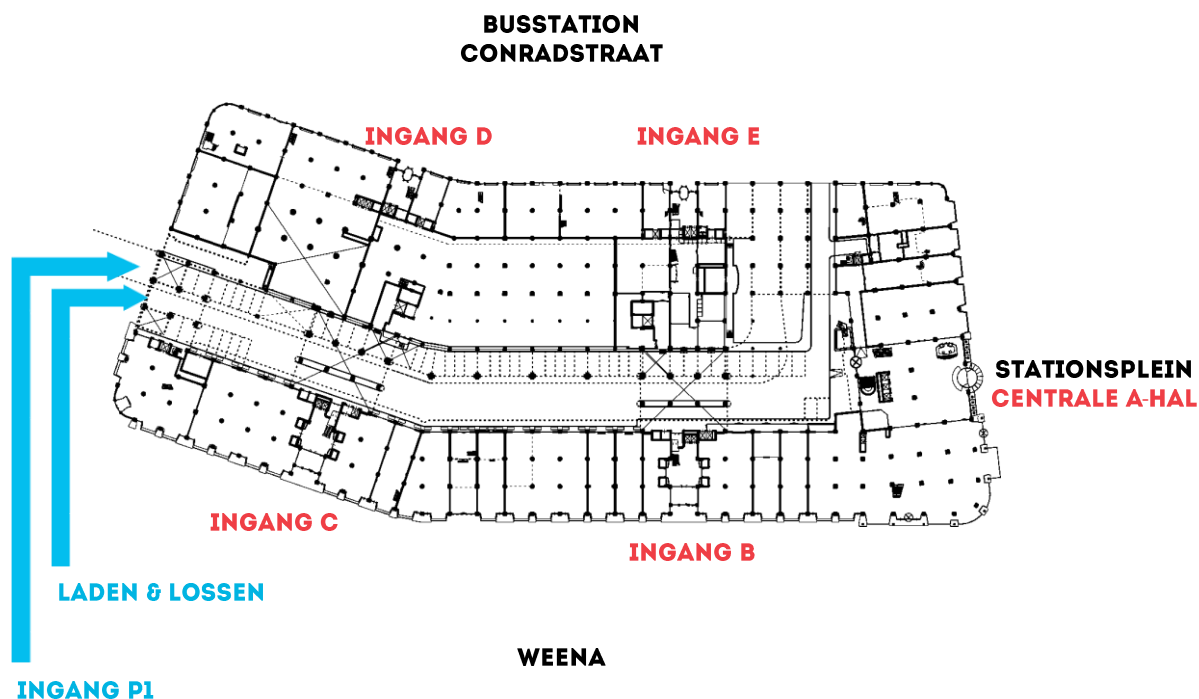 BUSSTATION
CONRADSTRAAT
INGANG D
INGANG E
STATIONSPLEIN
CENTRALE A-HAL
INGANG C
INGANG B
LADEN & LOSSEN
WEENA
INGANG P1